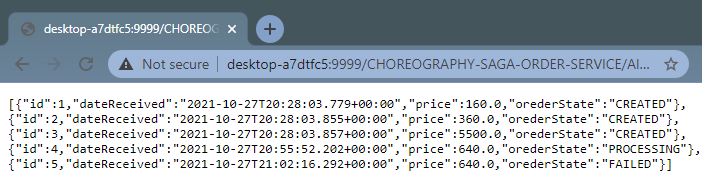 desktop-a7dtfc5:9999/CHOREOG
Not secure | desktop-a7dtfc5:9999/CHOREOGRAPHY-SAGA-ORDER-SERVICE/Al...
[{"id":1,"dateReceived":"2021-10-27T20:28:03.779+00:00","price":160.0,"orederState":"CREATED"},
{"id":2,"dateReceived":"2021-10-27T20:28:03.855+00:00","price":360.0,"orederState":"CREATED"},
{"id":3,"dateReceived":"2021-10-27T20:28:03.857+00:00","price":5500.0,"orederState":"CREATED"},
{"id":4,"dateReceived":"2021-10-27T20:55:52.202+00:00","price":640.0,"orederState":"PROCESSING"},
{"id":5,"dateReceived":"2021-10-27T21:02:16.292+00:00","price":640.0,"orederState":"FAILED"}]